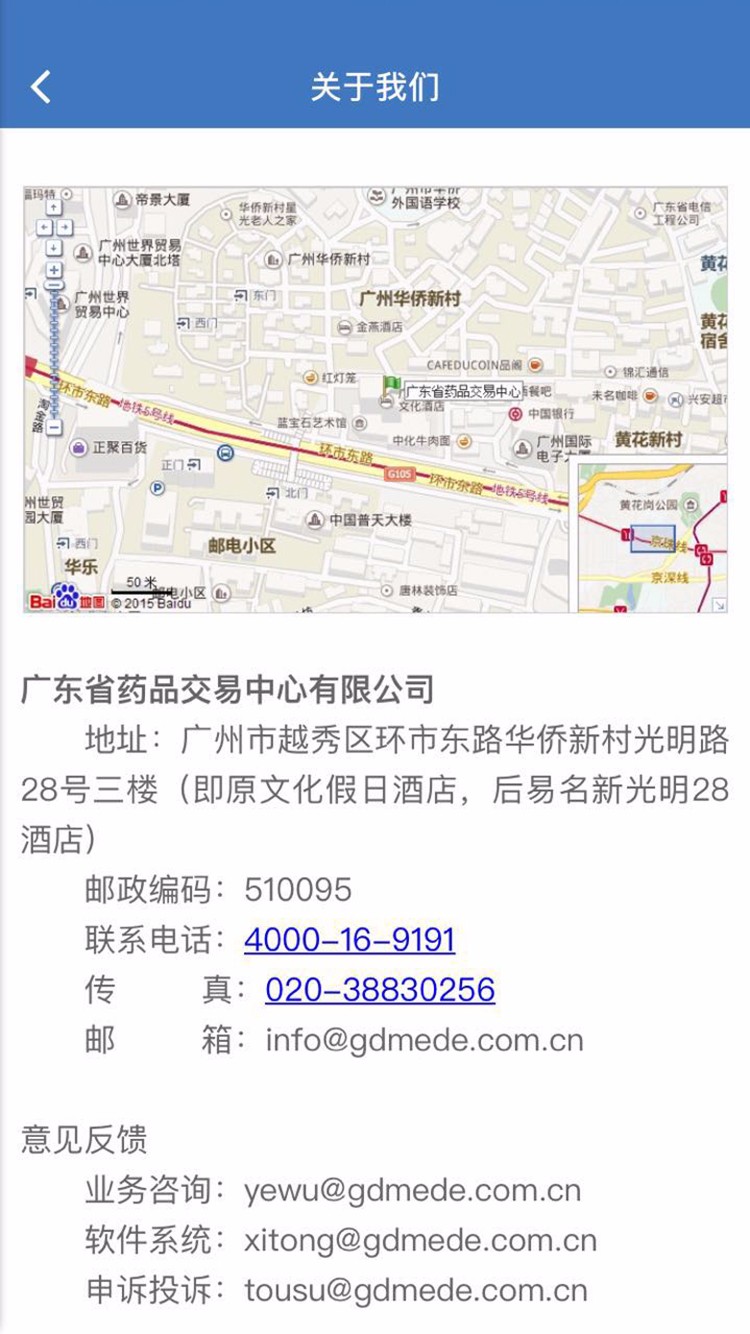 关于我们
帝景大厦
华侨新村星
光老人之家
外国语学校
广东省电信
工程公司
广州世界贸易
中心大厦北塔
广州华侨新村
黄花
广州世界
贸易中心
东门
西门
广州华侨新村
金燕酒店
黄花
宿舍
CAFEDUCOIN品阁
红灯笼
锦汇通信
广东省药品交易中心
餐吧
未名咖啡
兴安超市
文化酒店
中国银行
环市东路
地铁5号线
淘金路
蓝宝石艺术馆
中化牛肉面
广州国际
电子大厦
黄花新村
正聚百货
正门
环市东路
G105
环市东路
地铁5号线
北门
州世贸
园大厦
中国普天大楼
黄花岗公园
西门
邮电小区
华乐
京深线
京深线
50 米
邮电小区
唐林装饰店
Bai du 地图
© 2015 Baidu
广东省药品交易中心有限公司
地址：广州市越秀区环市东路华侨新村光明路
28号三楼（即原文化假日酒店，后易名新光明28
酒店）
邮政编码：510095
联系电话：4000-16-9191
传 真：020-38830256
邮 箱：info@gdmede.com.cn
意见反馈
业务咨询：yewu@gdmede.com.cn
软件系统：xitong@gdmede.com.cn
申诉投诉：tousu@gdmede.com.cn